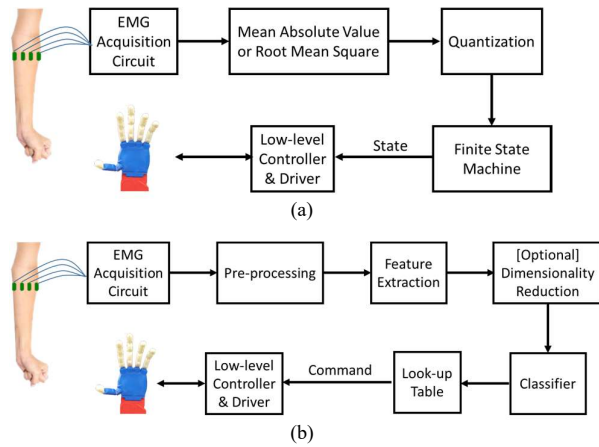 EMG
Acquisition
Circuit
Mean Absolute Value
or Root Mean Square
Quantization
Low-level
Controller
& Driver
State
Finite State
Machine
(a)
EMG
Acquisition
Circuit
Pre-processing
Feature
Extraction
[Optional]
Dimensionality
Reduction
Low-level
Controller
& Driver
Command
Look-up
Table
Classifier
(b)